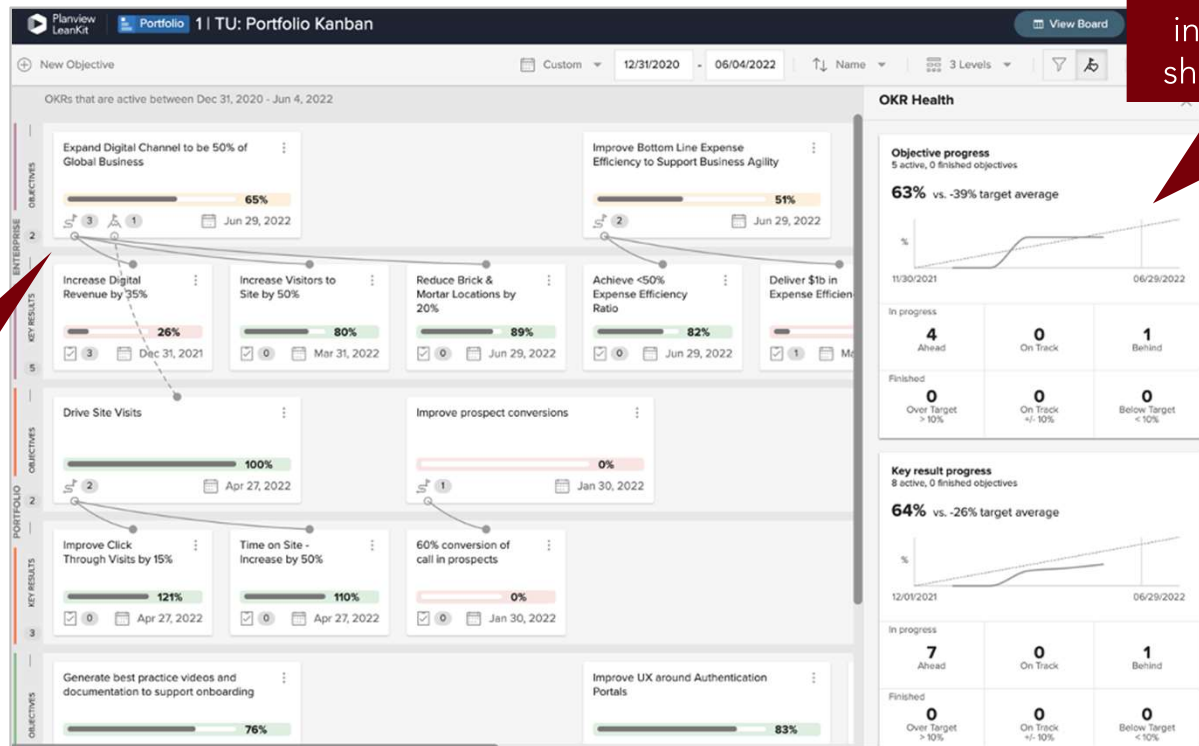 Planview
LeanKit
Portfolio
1 | TU: Portfolio Kanban
View Board
in
sh
New Objective
Custom
12/31/2020 - 06/04/2022
Name
3 Levels
OKRs that are active between Dec 31, 2020 - Jun 4, 2022
ENTERPRISE
2
OBJECTIVES
Expand Digital Channel to be 50% of
Global Business
65%
3 1 Jun 29, 2022
Improve Bottom Line Expense
Efficiency to Support Business Agility
51%
2 Jun 29, 2022
KEY RESULTS
5
Increase Digital
Revenue by 35%
26%
3 Dec 31, 2021
Increase Visitors to
Site by 50%
80%
0 Mar 31, 2022
Reduce Brick &
Mortar Locations by
20%
89%
0 Jun 29, 2022
Achieve <50%
Expense Efficiency
Ratio
82%
0 Jun 29, 2022
Deliver $1b in
Expense Efficien
1 Ma
PORTFOLIO
2
OBJECTIVES
Drive Site Visits
100%
2 Apr 27, 2022
Improve prospect conversions
0%
1 Jan 30, 2022
KEY RESULTS
3
Improve Click
Through Visits by 15%
121%
0 Apr 27, 2022
Time on Site -
Increase by 50%
110%
0 Apr 27, 2022
60% conversion of
call in prospects
0%
0 Jan 30, 2022
OBJECTIVES
Generate best practice videos and
documentation to support onboarding
76%
Improve UX around Authentication
Portals
83%
OKR Health
Objective progress
5 active, 0 finished objectives
63% vs. -39% target average
%
11/30/2021 06/29/2022
In progress
4 0 1
Ahead On Track Behind
Finished
0 0 0
Over Target On Track Below Target
> 10% +/- 10% < 10%
Key result progress
8 active, 0 finished objectives
64% vs. -26% target average
%
12/01/2021 06/29/2022
In progress
7 0 1
Ahead On Track Behind
Finished
0 0 0
Over Target On Track Below Target
> 10% +/- 10% < 10%